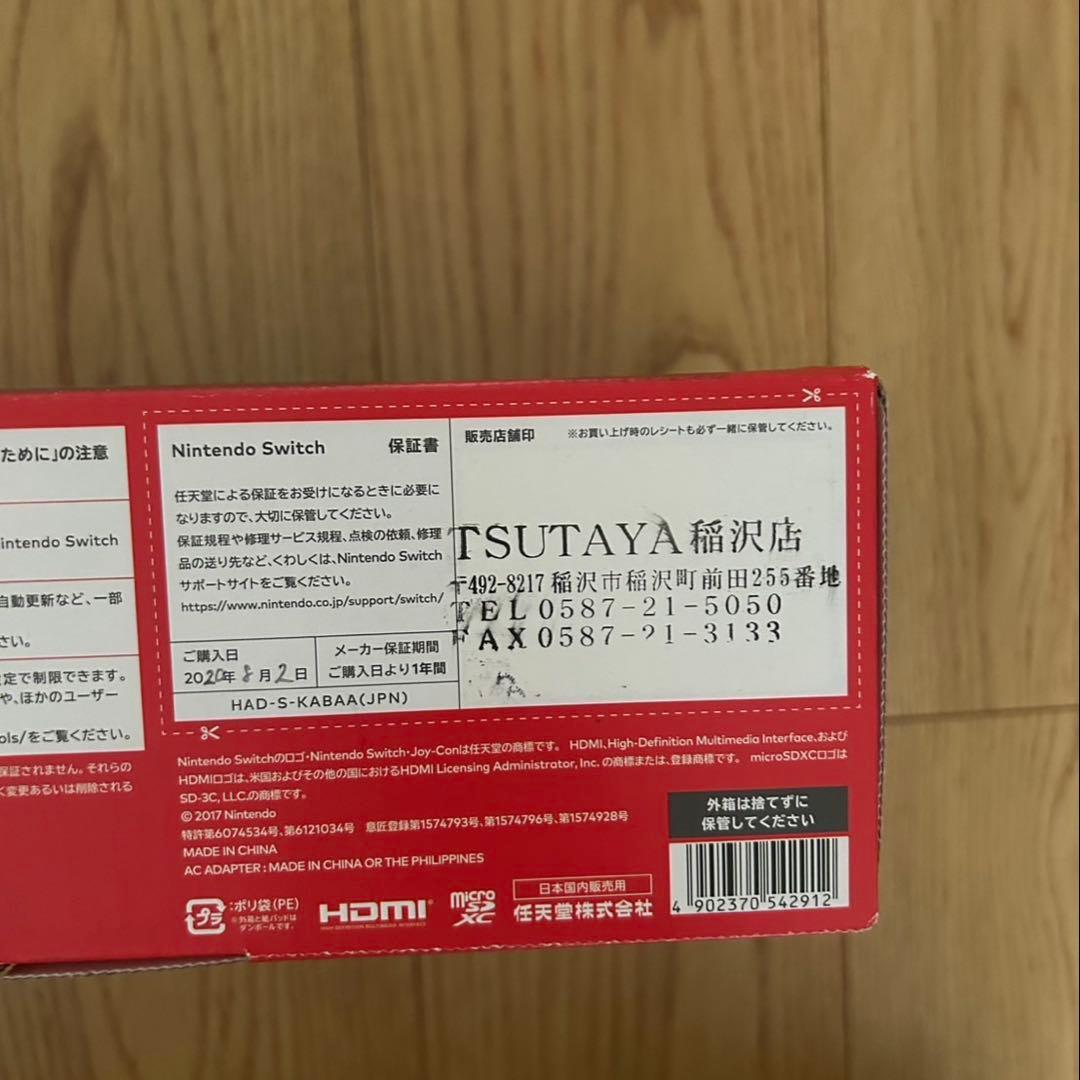 ために」の注意
intendo Switch
自動更新など、一部
さい。
定で制限できます。
や、ほかのユーザー
ols/をご覧ください。
保証されません。それらの
く変更あるいは削除される
Nintendo Switch 保証書
任天堂による保証をお受けになるときに必要に
なりますので、大切に保管してください。
保証規程や修理サービス規程、点検の依頼、修理
品の送り先など、くわしくは、Nintendo Switch
サポートサイトをご覧ください。
https://www.nintendo.co.jp/support/switch/
ご購入日
2020年8月2日
メーカー保証期間
ご購入日より1年間
HAD-S-KABAA(JPN)
販売店舗印 ※お買い上げ時のレシートも必ず一緒に保管してください。
TSUTAYA稲沢店
〒492-8217 稲沢市稲沢町前田255番地
TEL 0587-21-5050
FAX 0587-21-3133
Nintendo Switchのロゴ・Nintendo Switch・Joy-Conは任天堂の商標です。 HDMI、High-Definition Multimedia Interface、および
HDMIロゴは、米国およびその他の国におけるHDMI Licensing Administrator, Inc. の商標または、登録商標です。 microSDXCロゴは
SD-3C, LLC.の商標です。
© 2017 Nintendo
特許第6074534号、第6121034号 意匠登録第1574793号、第1574796号、第1574928号
MADE IN CHINA
AC ADAPTER : MADE IN CHINA OR THE PHILIPPINES
プラ
:ポリ袋(PE)
※外箱と紙パッドは
ダンボールです。
HDMI
HIGH-DEFINITION MULTIMEDIA INTERFACE
micro
SD
XC
日本国内販売用
任天堂株式会社
外箱は捨てずに
保管してください
4 902370 542912